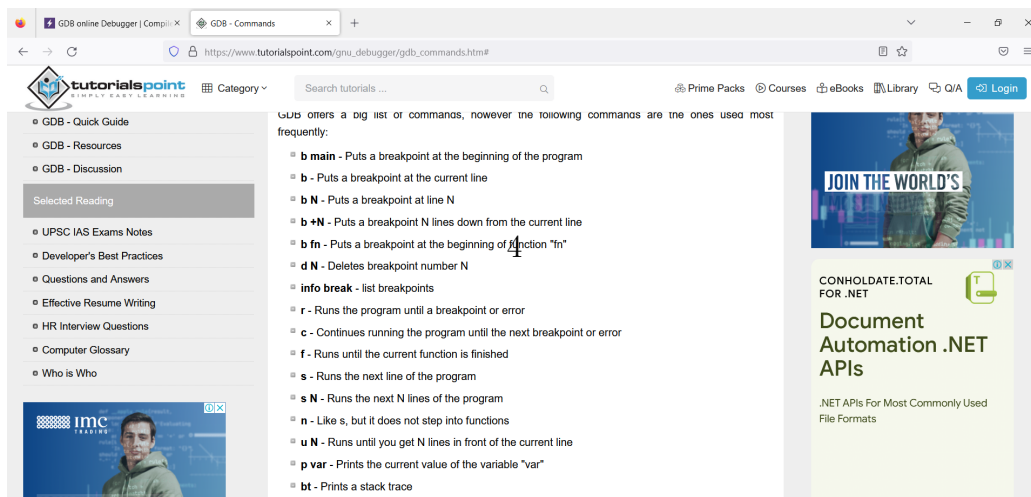 GDB online Debugger | Compile
GDB - Commands
https://www.tutorialspoint.com/gnu_debugger/gdb_commands.htm#
tutorialspoint
SIMPLY EASY LEARNING
Category
Search tutorials ...
Prime Packs
Courses
eBooks
Library
Q/A
Login
GDB - Quick Guide
GDB - Resources
GDB - Discussion
Selected Reading
UPSC IAS Exams Notes
Developer's Best Practices
Questions and Answers
Effective Resume Writing
HR Interview Questions
Computer Glossary
Who is Who
imc
TRADING
GDB offers a big list of commands, however the following commands are the ones used most
frequently:
b main - Puts a breakpoint at the beginning of the program
b - Puts a breakpoint at the current line
b N - Puts a breakpoint at line N
b +N - Puts a breakpoint N lines down from the current line
b fn - Puts a breakpoint at the beginning of function "fn"
4
d N - Deletes breakpoint number N
info break - list breakpoints
r - Runs the program until a breakpoint or error
c - Continues running the program until the next breakpoint or error
f - Runs until the current function is finished
s - Runs the next line of the program
s N - Runs the next N lines of the program
n - Like s, but it does not step into functions
u N - Runs until you get N lines in front of the current line
p var - Prints the current value of the variable "var"
bt - Prints a stack trace
JOIN THE WORLD'S
CONHOLDATE.TOTAL
FOR .NET
T
Document
Automation .NET
APIs
.NET APIs For Most Commonly Used
File Formats